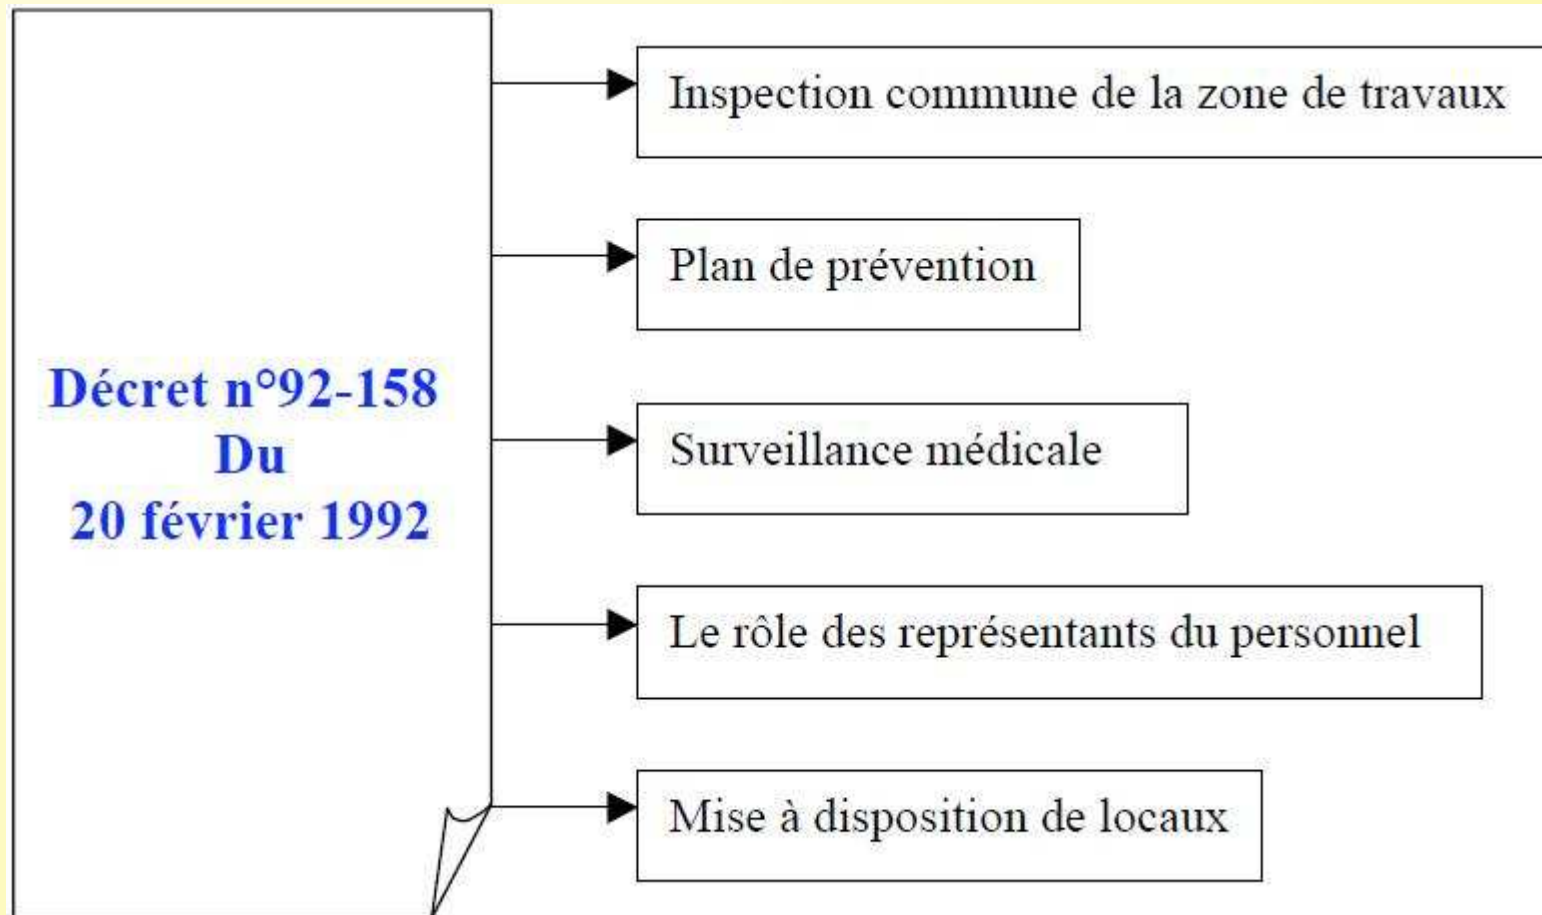 Décret n°92-158
Du
20 février 1992
Inspection commune de la zone de travaux
Plan de prévention
Surveillance médicale
Le rôle des représentants du personnel
Mise à disposition de locaux